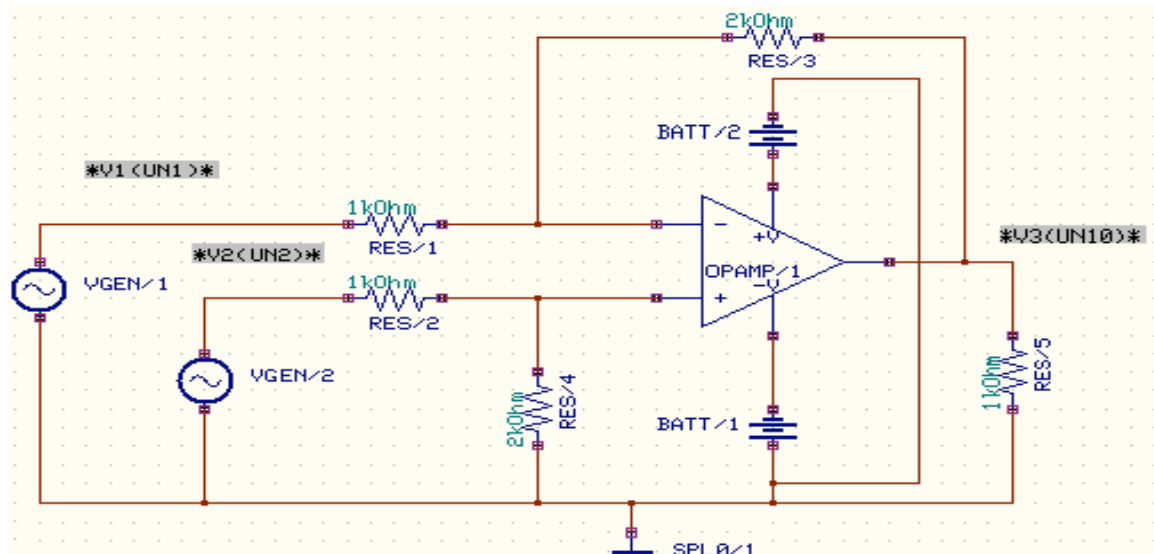 2kOhm
RES/3
BATT/2
*V1(UN1)*
1kOhm
RES/1
-
+V
*V3(UN10)*
*V2(UN2)*
VGEN/1
1kOhm
RES/2
OPAMP/1
-V
+
VGEN/2
RES/4
2kOhm
BATT/1
RES/5
1kOhm
SPL0/1